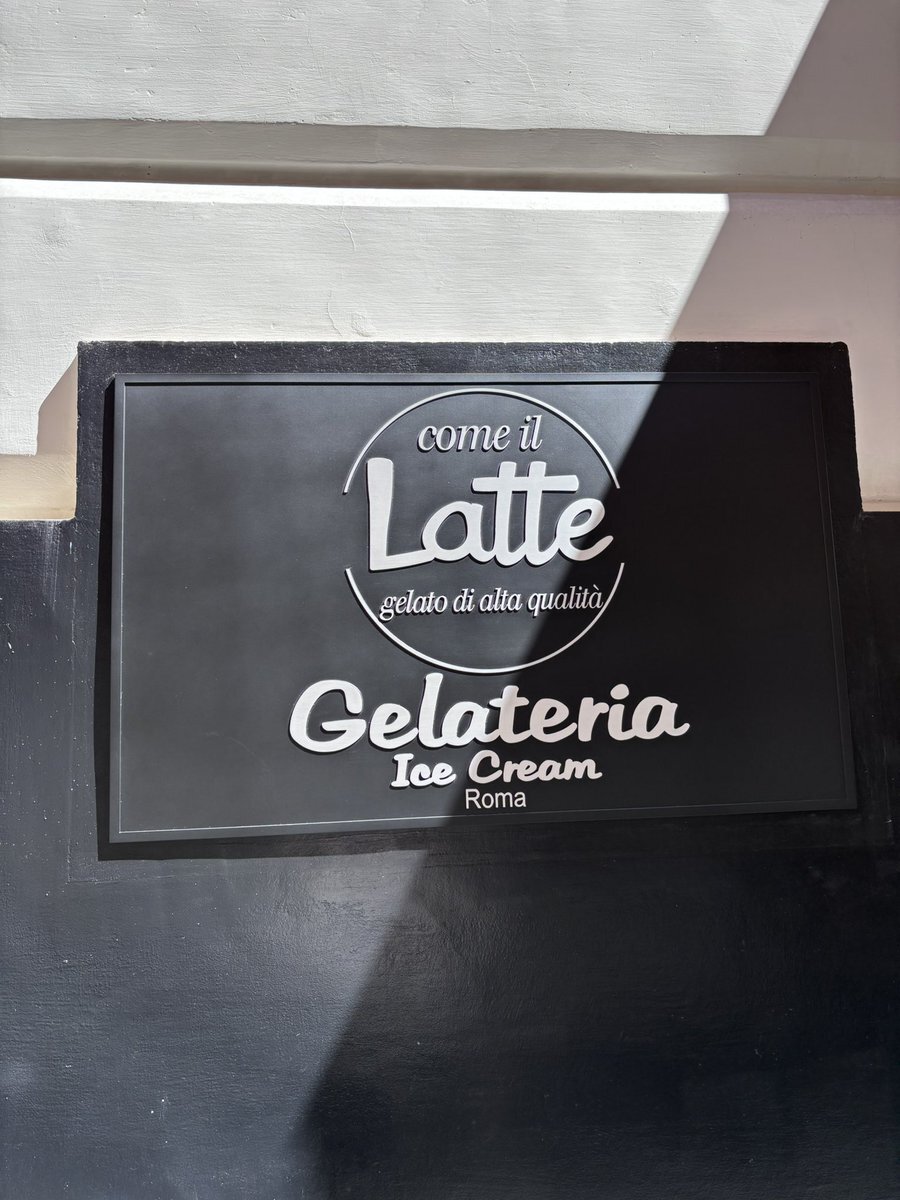 come il
Latte
gelato di alta qualità
Gelateria
Ice Cream
Roma